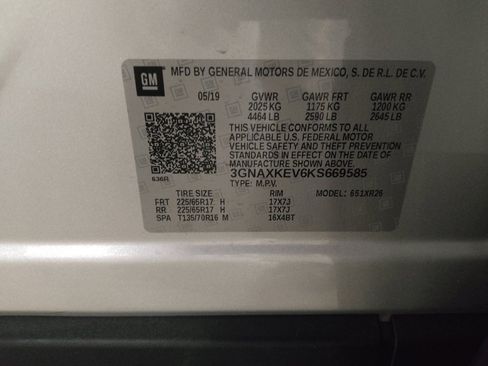 GM MFD BY GENERAL MOTORS DE MEXICO, S. DE R.L. DE C.V.
05/19 GVWR GAWR FRT GAWR RR
2025 KG 1175 KG 1200 KG
4464 LB 2590 LB 2645 LB
THIS VEHICLE CONFORMS TO ALL
APPLICABLE U.S. FEDERAL MOTOR
VEHICLE SAFETY AND THEFT PREVENTION
STANDARDS IN EFFECT ON THE DATE OF
MANUFACTURE SHOWN ABOVE.
3GNAXKEV6KS669585
636R TYPE: M.P.V.
TIRE SIZE RIM MODEL: 651XR26
FRT 225/65R17 H 17X7J
RR 225/65R17 H 17X7J
SPA T135/70R16 M 16X4BT